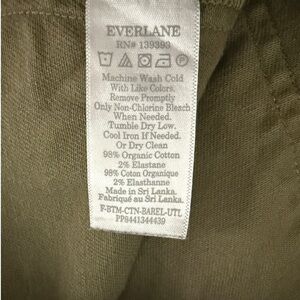 EVERLANE
RN# 139393
Machine Wash Cold
With Like Colors.
Remove Promptly
Only Non-Chlorine Bleach
When Needed.
Tumble Dry Low.
Cool Iron If Needed.
Or Dry Clean
98% Organic Cotton
2% Elastane
98% Coton Organique
2% Elasthanne
Made in Sri Lanka.
Fabriqué au Sri Lanka.
F-BTM-CTN-BAREL-UTL
PP8441344439